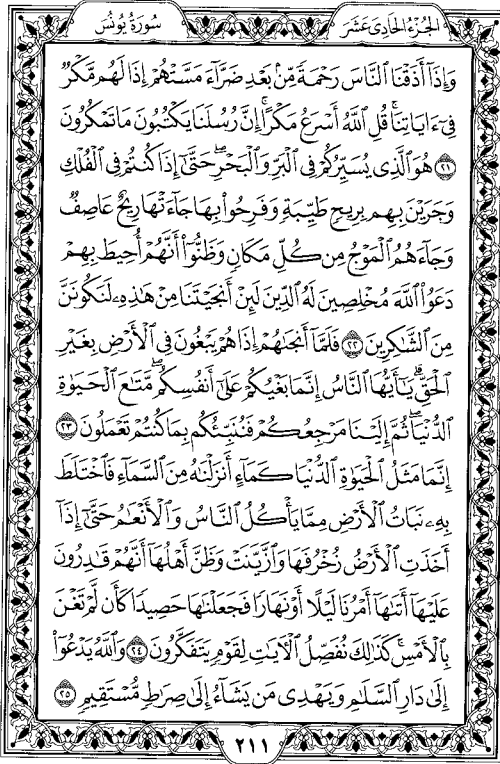 الجزء الحادى عشر
سورة يونس
وَإِذَآ أَذَقْنَا ٱلنَّاسَ رَحْمَةً مِّنۢ بَعْدِ ضَرَّآءَ مَسَّتْهُمْ إِذَا لَهُم مَّكْرٌ
فِىٓ ءَايَاتِنَا ۚ قُلِ ٱللَّهُ أَسْرَعُ مَكْرًا ۚ إِنَّ رُسُلَنَا يَكْتُبُونَ مَا تَمْكُرُونَ
٢١ هُوَ ٱلَّذِى يُسَيِّرُكُمْ فِى ٱلْبَرِّ وَٱلْبَحْرِ ۖ حَتَّىٰٓ إِذَا كُنتُمْ فِى ٱلْفُلْكِ
وَجَرَيْنَ بِهِم بِرِيحٍ طَيِّبَةٍ وَفَرِحُوا۟ بِهَا جَآءَتْهَا رِيحٌ عَاصِفٌ
وَجَآءَهُمُ ٱلْمَوْجُ مِن كُلِّ مَكَانٍ وَظَنُّوٓا۟ أَنَّهُمْ أُحِيطَ بِهِمْ
دَعَوُا۟ ٱللَّهَ مُخْلِصِينَ لَهُ ٱلدِّينَ لَئِنْ أَنجَيْتَنَا مِنْ هَـٰذِهِۦ لَنَكُونَنَّ
مِنَ ٱلشَّـٰكِرِينَ ٢٢ فَلَمَّآ أَنجَىٰهُمْ إِذَا هُمْ يَبْغُونَ فِى ٱلْأَرْضِ بِغَيْرِ
ٱلْحَقِّ ۗ يَـٰٓأَيُّهَا ٱلنَّاسُ إِنَّمَا بَغْيُكُمْ عَلَىٰٓ أَنفُسِكُم ۖ مَّتَـٰعَ ٱلْحَيَوٰةِ
ٱلدُّنْيَا ۖ ثُمَّ إِلَيْنَا مَرْجِعُكُمْ فَنُنَبِّئُكُم بِمَا كُنتُمْ تَعْمَلُونَ ٢٣
إِنَّمَا مَثَلُ ٱلْحَيَوٰةِ ٱلدُّنْيَا كَمَآءٍ أَنزَلْنَـٰهُ مِنَ ٱلسَّمَآءِ فَٱخْتَلَطَ
بِهِۦ نَبَاتُ ٱلْأَرْضِ مِمَّا يَأْكُلُ ٱلنَّاسُ وَٱلْأَنْعَـٰمُ حَتَّىٰٓ إِذَآ
أَخَذَتِ ٱلْأَرْضُ زُخْرُفَهَا وَٱزَّيَّنَتْ وَظَنَّ أَهْلُهَآ أَنَّهُمْ قَـٰدِرُونَ
عَلَيْهَآ أَتَىٰهَآ أَمْرُنَا لَيْلًا أَوْ نَهَارًا فَجَعَلْنَـٰهَا حَصِيدًا كَأَن لَّمْ تَغْنَ
بِٱلْأَمْسِ ۚ كَذَٰلِكَ نُفَصِّلُ ٱلْـَٔايَـٰتِ لِقَوْمٍ يَتَفَكَّرُونَ ٢٤ وَٱللَّهُ يَدْعُوٓا۟
إِلَىٰ دَارِ ٱلسَّلَـٰمِ وَيَهْدِى مَن يَشَآءُ إِلَىٰ صِرَٰطٍ مُّسْتَقِيمٍ ٢٥
٢١١